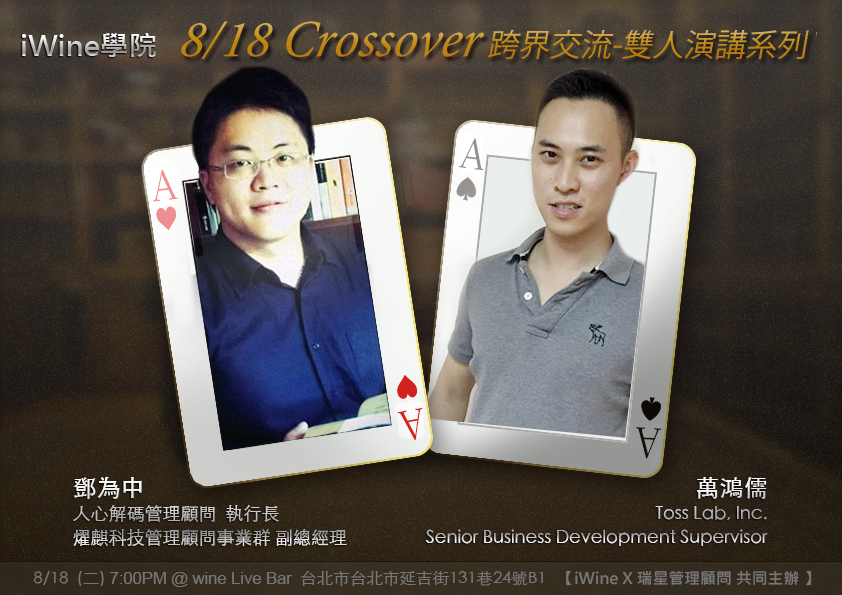 iWine學院 8/18 Crossover 跨界交流-雙人演講系列
A
A
A
A
鄧為中
人心解碼管理顧問 執行長
燿麒科技管理顧問事業群 副總經理
萬鴻儒
Toss Lab, Inc.
Senior Business Development Supervisor
8/18 (二) 7:00PM @ wine Live Bar 台北市台北市延吉街131巷24號B1 【 iWine X 瑞星管理顧問 共同主辦 】